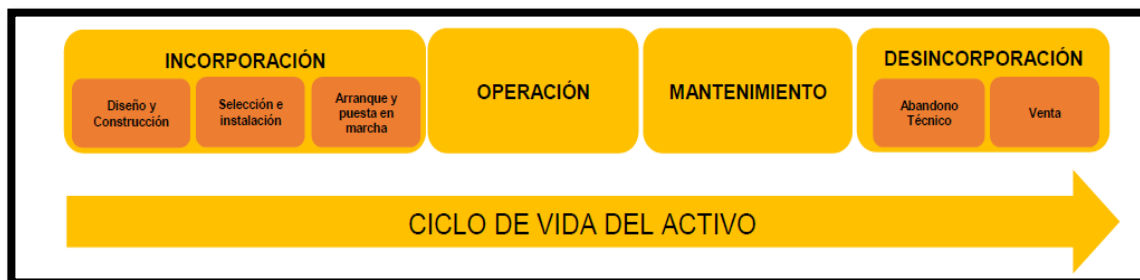 INCORPORACIÓN
Diseño y
Construcción
Selección e
instalación
Arranque y
puesta en
marcha
OPERACIÓN
MANTENIMIENTO
DESINCORPORACIÓN
Abandono
Técnico
Venta
CICLO DE VIDA DEL ACTIVO